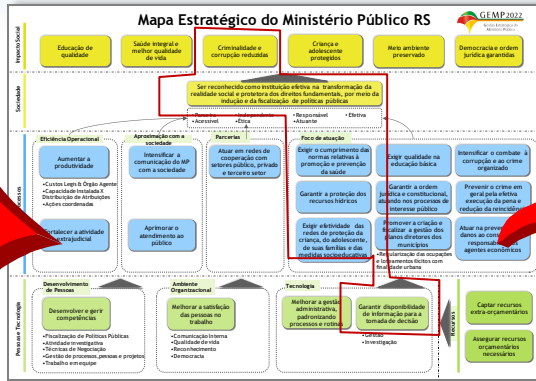 Mapa Estratégico do Ministério Público RS
GEMP2022
Impacto Social
Educação de
qualidade
Saúde integral e
melhor qualidade
de vida
Criminalidade e
corrupção reduzidas
Criança e
adolescente
protegidos
Meio ambiente
preservado
Democracia e ordem
jurídica garantidas
Sociedade
Ser reconhecido como instituição efetiva na transformação da
realidade social e protetora dos direitos fundamentais, por meio da
indução e da fiscalização de políticas públicas
•Acessível
•Independente
•Ética
•Responsável
•Atuante
•Efetiva
Eficiência Operacional
Aumentar a
produtividade
•Custos Legis & Órgão Agente
•Capacidade Instalada X
Distribuição de Atribuições
•Ações coordenadas
Fortalecer a atividade
extrajudicial
Aproximação com a
sociedade
Intensificar a
comunicação do MP
com a sociedade
Aprimorar o
atendimento ao
público
Parcerias
Atuar em redes de
cooperação com
setores público, privado
e terceiro setor
Foco de atuação
Exigir o cumprimento das
normas relativas à
promoção e prevenção da
saúde
Exigir qualidade na
educação básica
Intensificar o combate à
corrupção e ao crime
organizado
Garantir a proteção dos
recursos hídricos
Garantir a ordem
jurídica e constitucional,
atuando nos processos de
interesse público
Prevenir o crime em
geral pela efetiva
execução da pena e
redução da reincidência
Exigir efetividade das
redes de proteção da
criança, do adolescente,
de suas famílias e das
medidas socioeducativas
Promover a criação e
fiscalizar a gestão dos
planos diretores dos
municípios
•Regularização das ocupações
e loteamentos ilícitos com
finalidade urbana
Atuar na
danos ao
agentes econômicos
Pessoas e Tecnologia
Desenvolvimento
de Pessoas
Desenvolver e gerir
competências
•Fiscalização de Políticas Públicas
•Atividade Investigativa
•Técnicas de Negociação
•Gestão de processos, pessoas e projetos
•Trabalho em equipe
Ambiente
Organizacional
Melhorar a satisfação
das pessoas no
trabalho
•Comunicação Interna
•Qualidade de vida
•Reconhecimento
•Democracia
Tecnologia
Melhorar a gestão
administrativa,
padronizando
processos e rotinas
Garantir disponibilidade
de informação para a
tomada de decisão
•Investigação
Recursos
Captar recursos
extra-orçamentários
Assegurar recursos
orçamentários
necessários